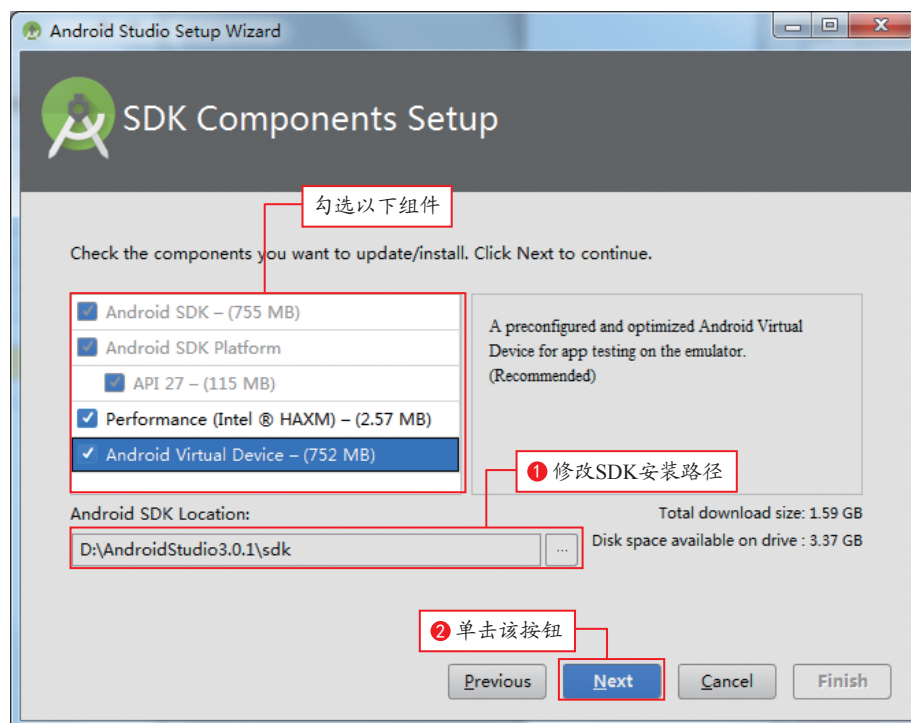 Android Studio Setup Wizard
SDK Components Setup
勾选以下组件
Check the components you want to update/install. Click Next to continue.
Android SDK – (755 MB)
Android SDK Platform
API 27 – (115 MB)
Performance (Intel ® HAXM) – (2.57 MB)
Android Virtual Device – (752 MB)
A preconfigured and optimized Android Virtual
Device for app testing on the emulator.
(Recommended)
❶ 修改SDK安装路径
Android SDK Location:
Total download size: 1.59 GB
D:\AndroidStudio3.0.1\sdk
...
Disk space available on drive : 3.37 GB
❷ 单击该按钮
Previous
Next
Cancel
Finish